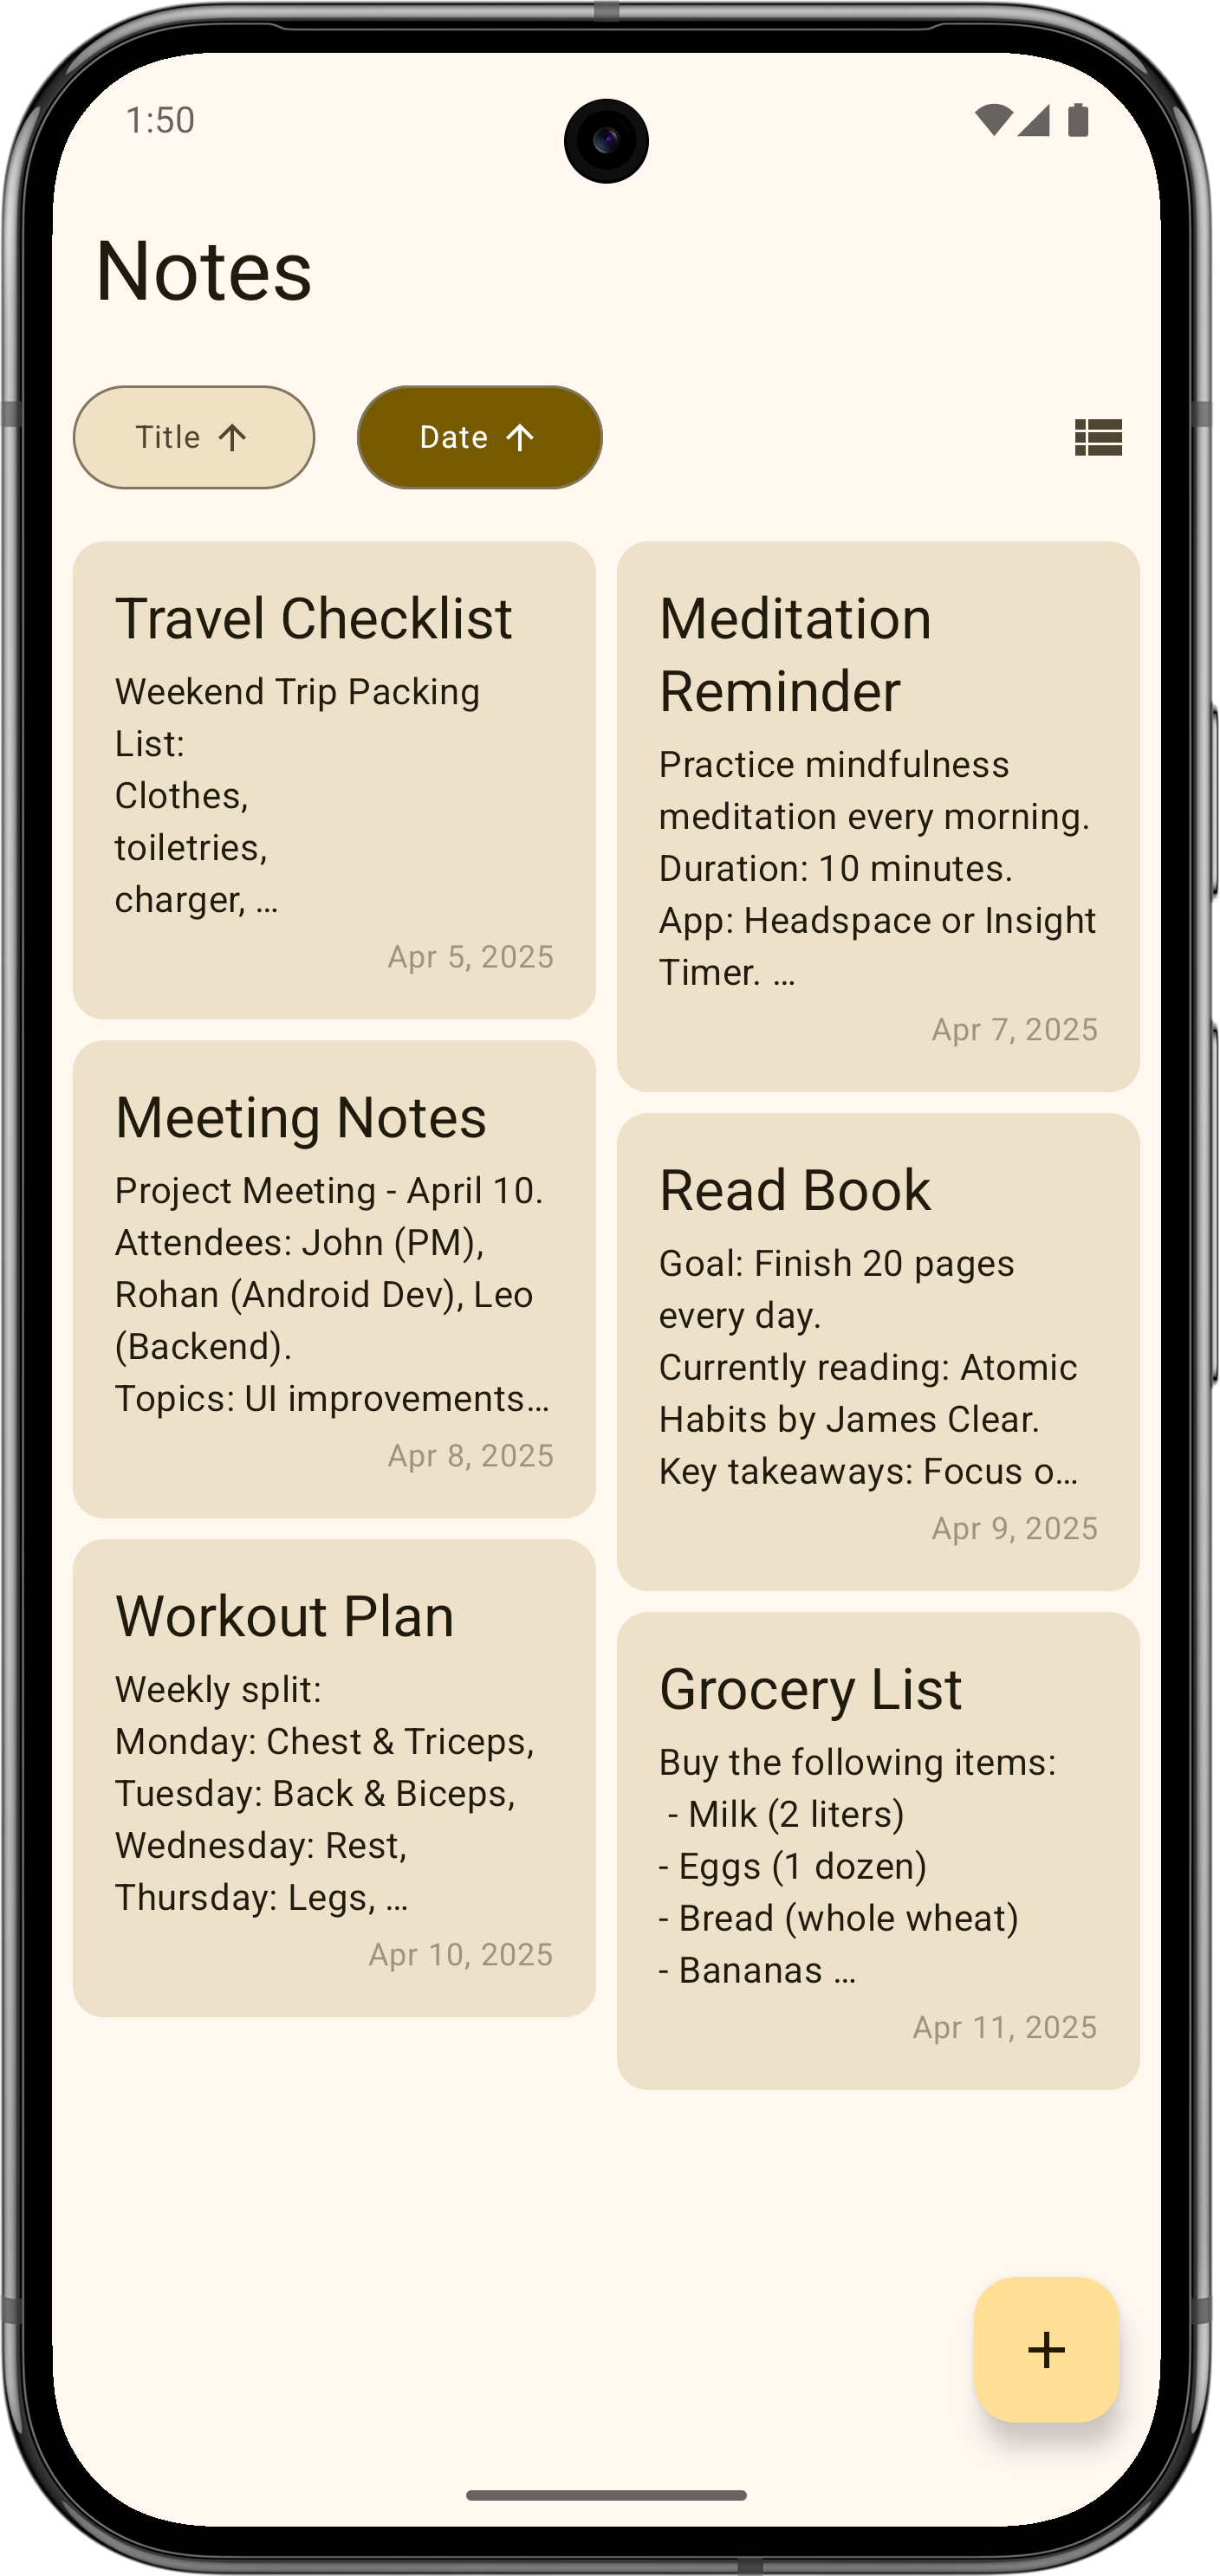 1:50
Notes
Title ↑
Date ↑
Travel Checklist
Weekend Trip Packing
List:
Clothes,
toiletries,
charger, ...
Apr 5, 2025
Meditation
Reminder
Practice mindfulness
meditation every morning.
Duration: 10 minutes.
App: Headspace or Insight
Timer. ...
Apr 7, 2025
Meeting Notes
Project Meeting - April 10.
Attendees: John (PM),
Rohan (Android Dev), Leo
(Backend).
Topics: UI improvements...
Apr 8, 2025
Read Book
Goal: Finish 20 pages
every day.
Currently reading: Atomic
Habits by James Clear.
Key takeaways: Focus o...
Apr 9, 2025
Workout Plan
Weekly split:
Monday: Chest & Triceps,
Tuesday: Back & Biceps,
Wednesday: Rest,
Thursday: Legs, ...
Apr 10, 2025
Grocery List
Buy the following items:
- Milk (2 liters)
- Eggs (1 dozen)
- Bread (whole wheat)
- Bananas ...
Apr 11, 2025
+